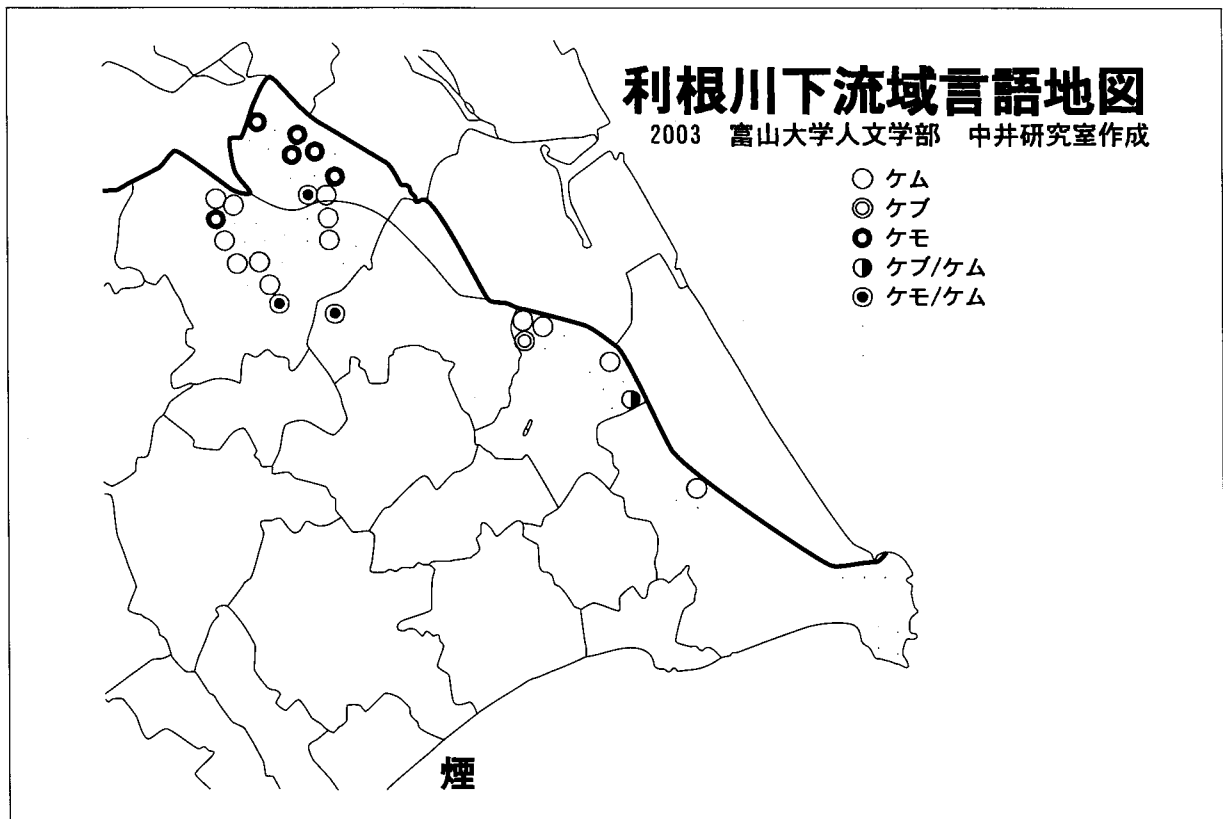 利根川下流域言語地図
2003 富山大学人文学部 中井研究室作成
ケム
ケブ
ケモ
ケブ/ケム
ケモ/ケム
煙